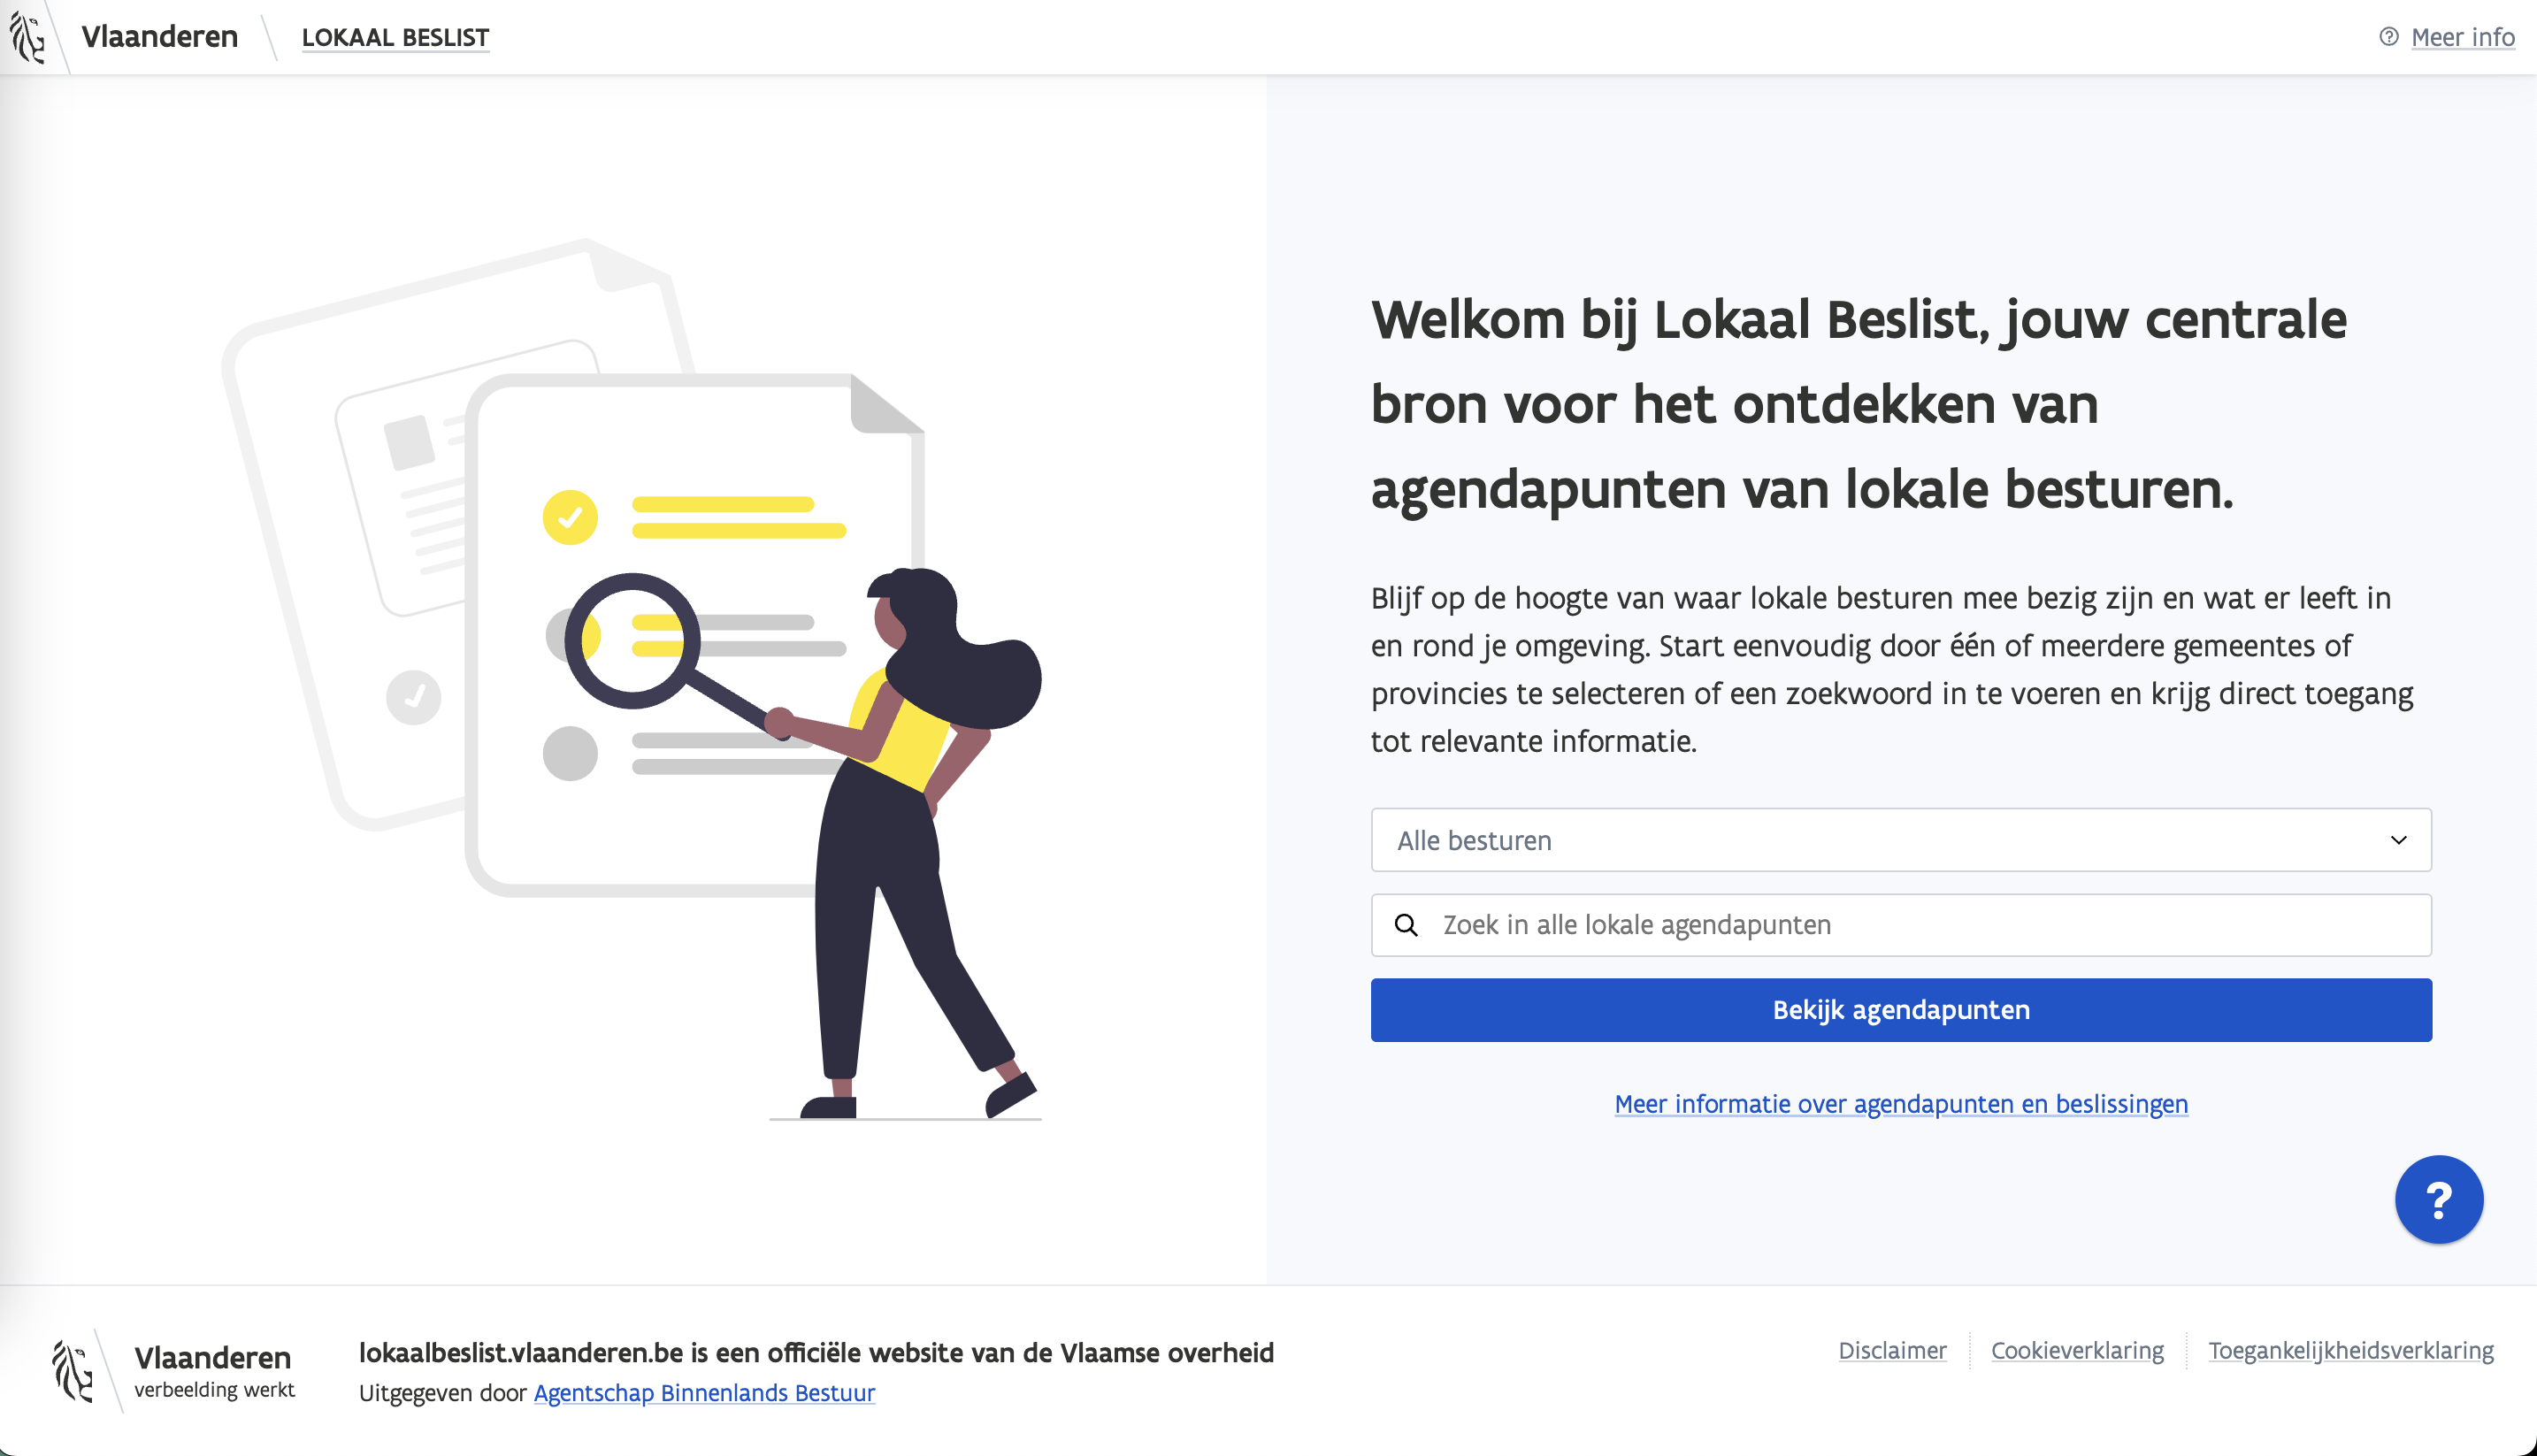 Vlaanderen
LOKAAL BESLIST
Meer info
Welkom bij Lokaal Beslist, jouw centrale
bron voor het ontdekken van
agendapunten van lokale besturen.
Blijf op de hoogte van waar lokale besturen mee bezig zijn en wat er leeft in
en rond je omgeving. Start eenvoudig door één of meerdere gemeentes of
provincies te selecteren of een zoekwoord in te voeren en krijg direct toegang
tot relevante informatie.
Alle besturen
Zoek in alle lokale agendapunten
Bekijk agendapunten
Meer informatie over agendapunten en beslissingen
?
Vlaanderen
verbeelding werkt
lokaalbeslist.vlaanderen.be is een officiële website van de Vlaamse overheid
Uitgegeven door Agentschap Binnenlands Bestuur
Disclaimer
Cookieverklaring
Toegankelijkheidsverklaring